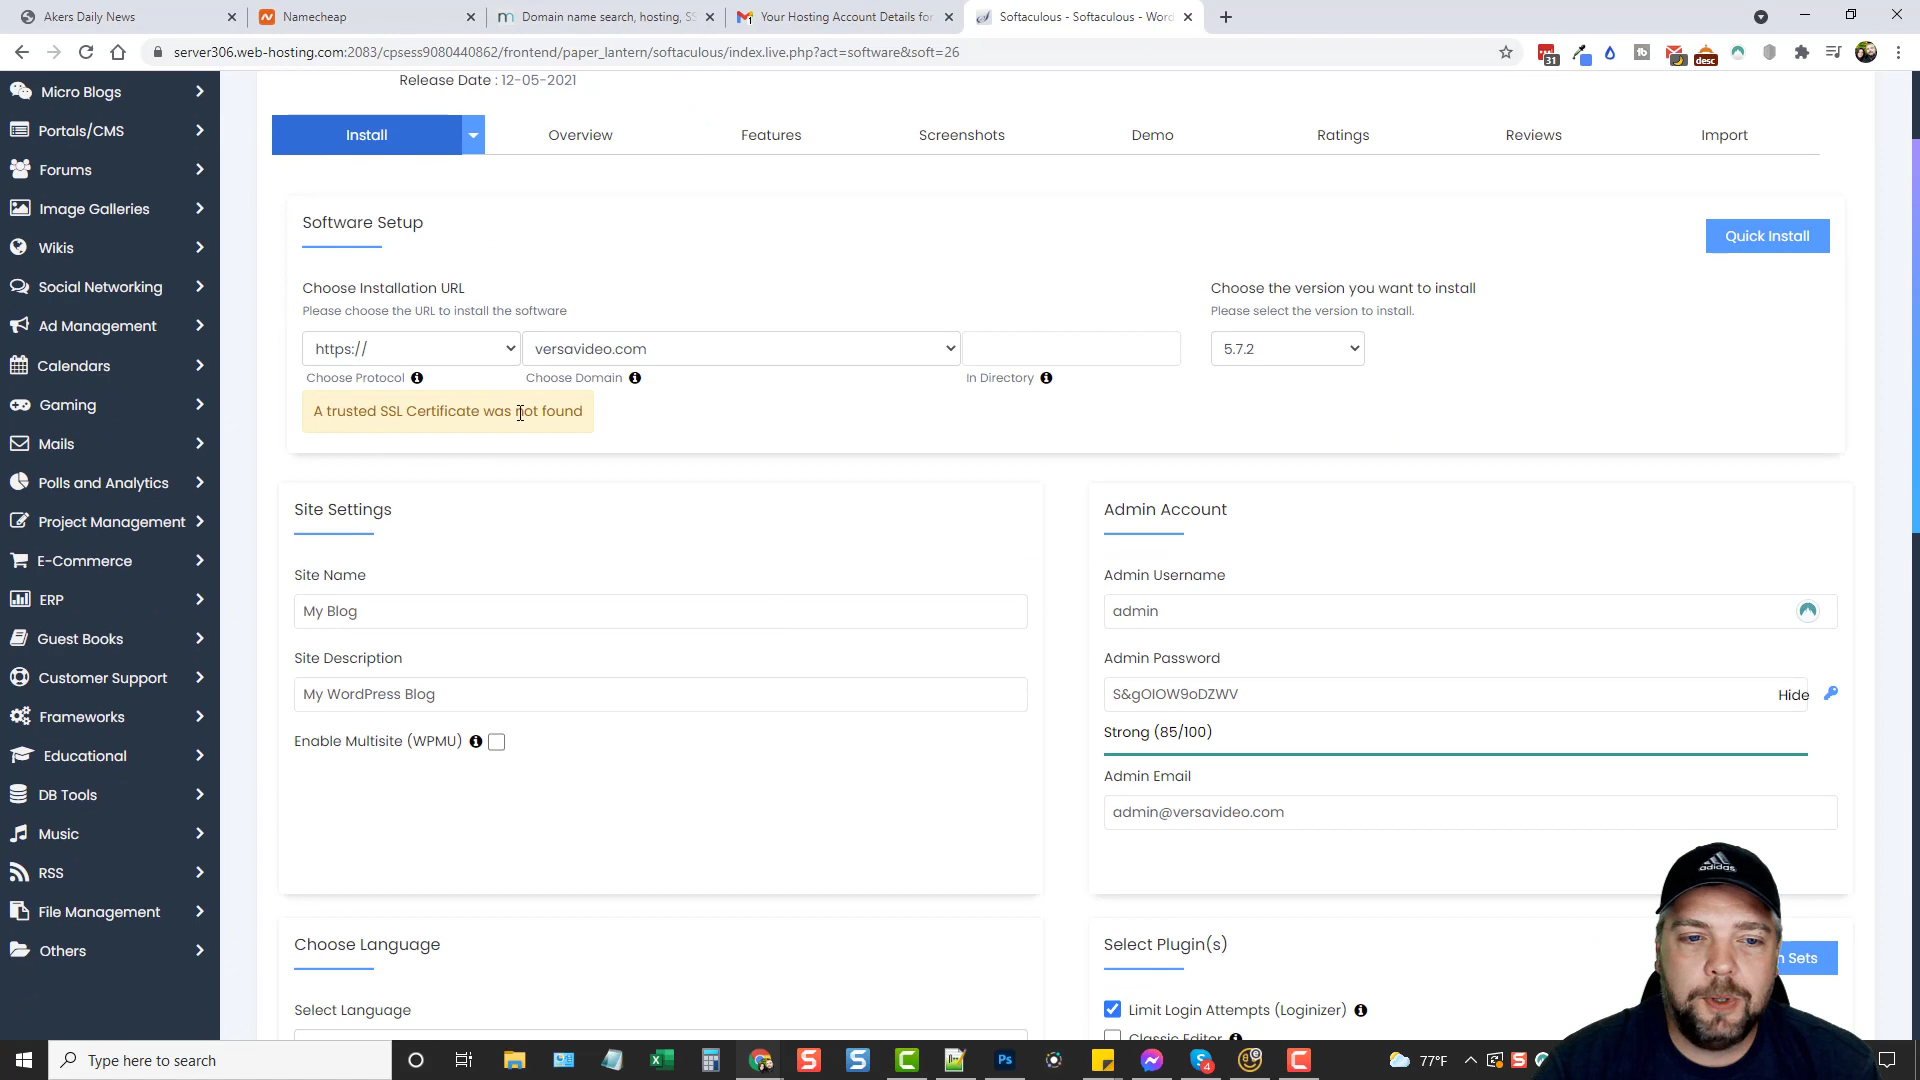 Akers Daily News
Namecheap
Domain name search, hosting, SS
Your Hosting Account Details for
Softaculous - Softaculous - Word
server306.web-hosting.com:2083/cpsess9080440862/frontend/paper_lantern/softaculous/index.live.php?act=software&soft=26
31
desc
Release Date : 12-05-2021
Install
Overview
Features
Screenshots
Demo
Ratings
Reviews
Import
Micro Blogs
Portals/CMS
Forums
Image Galleries
Wikis
Social Networking
Ad Management
Calendars
Gaming
Mails
Polls and Analytics
Project Management
E-Commerce
ERP
Guest Books
Customer Support
Frameworks
Educational
DB Tools
Music
RSS
File Management
Others
Software Setup
Quick Install
Choose Installation URL
Please choose the URL to install the software
https://
versavideo.com
Choose Protocol
Choose Domain
In Directory
A trusted SSL Certificate was not found
Choose the version you want to install
Please select the version to install.
5.7.2
Site Settings
Site Name
My Blog
Site Description
My WordPress Blog
Enable Multisite (WPMU)
Admin Account
Admin Username
admin
Admin Password
S&gOIOW9oDZWV
Hide
Strong (85/100)
Admin Email
admin@versavideo.com
Choose Language
Select Language
Select Plugin(s)
n Sets
Limit Login Attempts (Loginizer)
Classic Editor
adidas
Type here to search
77°F